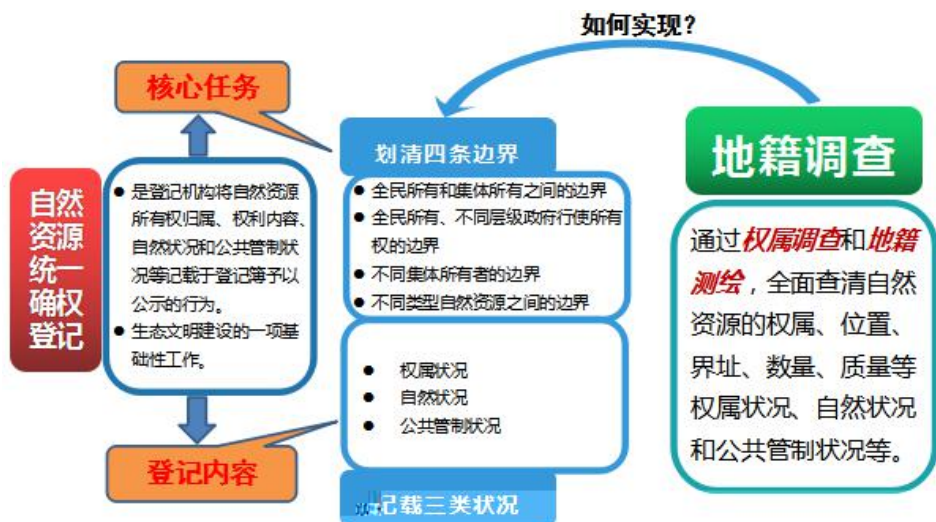 如何实现？
核心任务
划清四条边界
地籍调查
自然
资源
统一
确权
登记
● 是登记机构将自然资源
所有权归属、权利内容、
自然状况和公共管制状
况等记载于登记簿予以
公示的行为。
● 生态文明建设的一项基
础性工作。
● 全民所有和集体所有之间的边界
● 全民所有、不同层级政府行使所有
权的边界
● 不同集体所有者的边界
● 不同类型自然资源之间的边界
通过权属调查和地籍
测绘，全面查清自然
资源的权属、位置、
界址、数量、质量等
权属状况、自然状况
和公共管制状况等。
● 权属状况
● 自然状况
● 公共管制状况
登记内容
记载三类状况